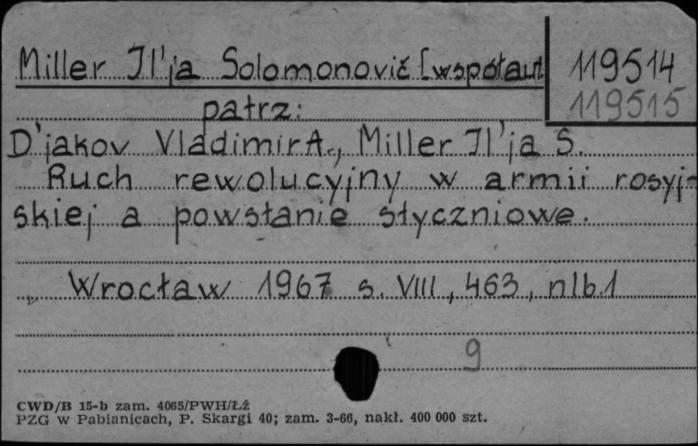 Miller Il'ja Solomonovič [współaut
119514
119515
patrz:
D'jakov Vladimir A., Miller Il'ja S.
Ruch rewolucyjny w armii rosyj-
skiej a powstanie styczniowe.
Wrocław 1967 s. VIII, 463, nlb.1
9
CWD/B 15-b zam. 4065/PWH/Łż
PZG w Pabianicach, P. Skargi 40; zam. 3-66, nakł. 400 000 szt.